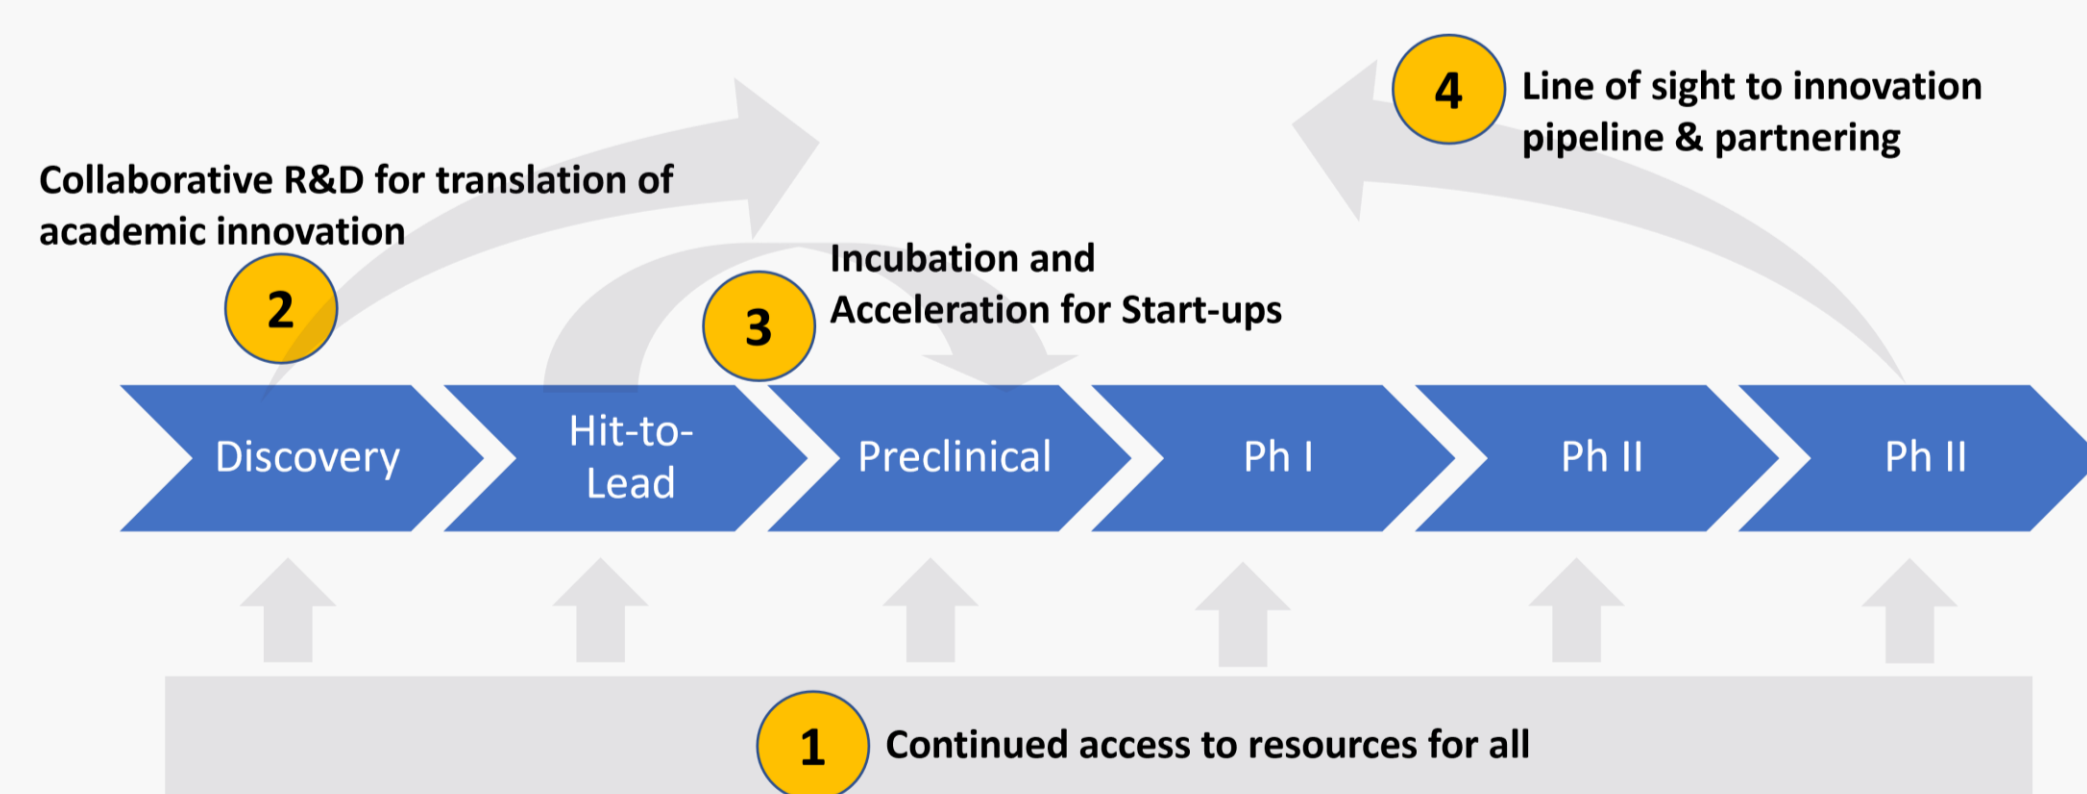 4
Line of sight to innovation
pipeline & partnering
Collaborative R&D for translation of
academic innovation
2
3
Incubation and
Acceleration for Start-ups
Discovery
Hit-to-
Lead
Preclinical
Ph I
Ph II
Ph II
1
Continued access to resources for all